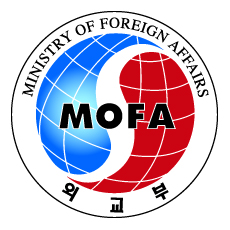 MINISTRY OF FOREIGN AFFAIRS
MOFA
외교부